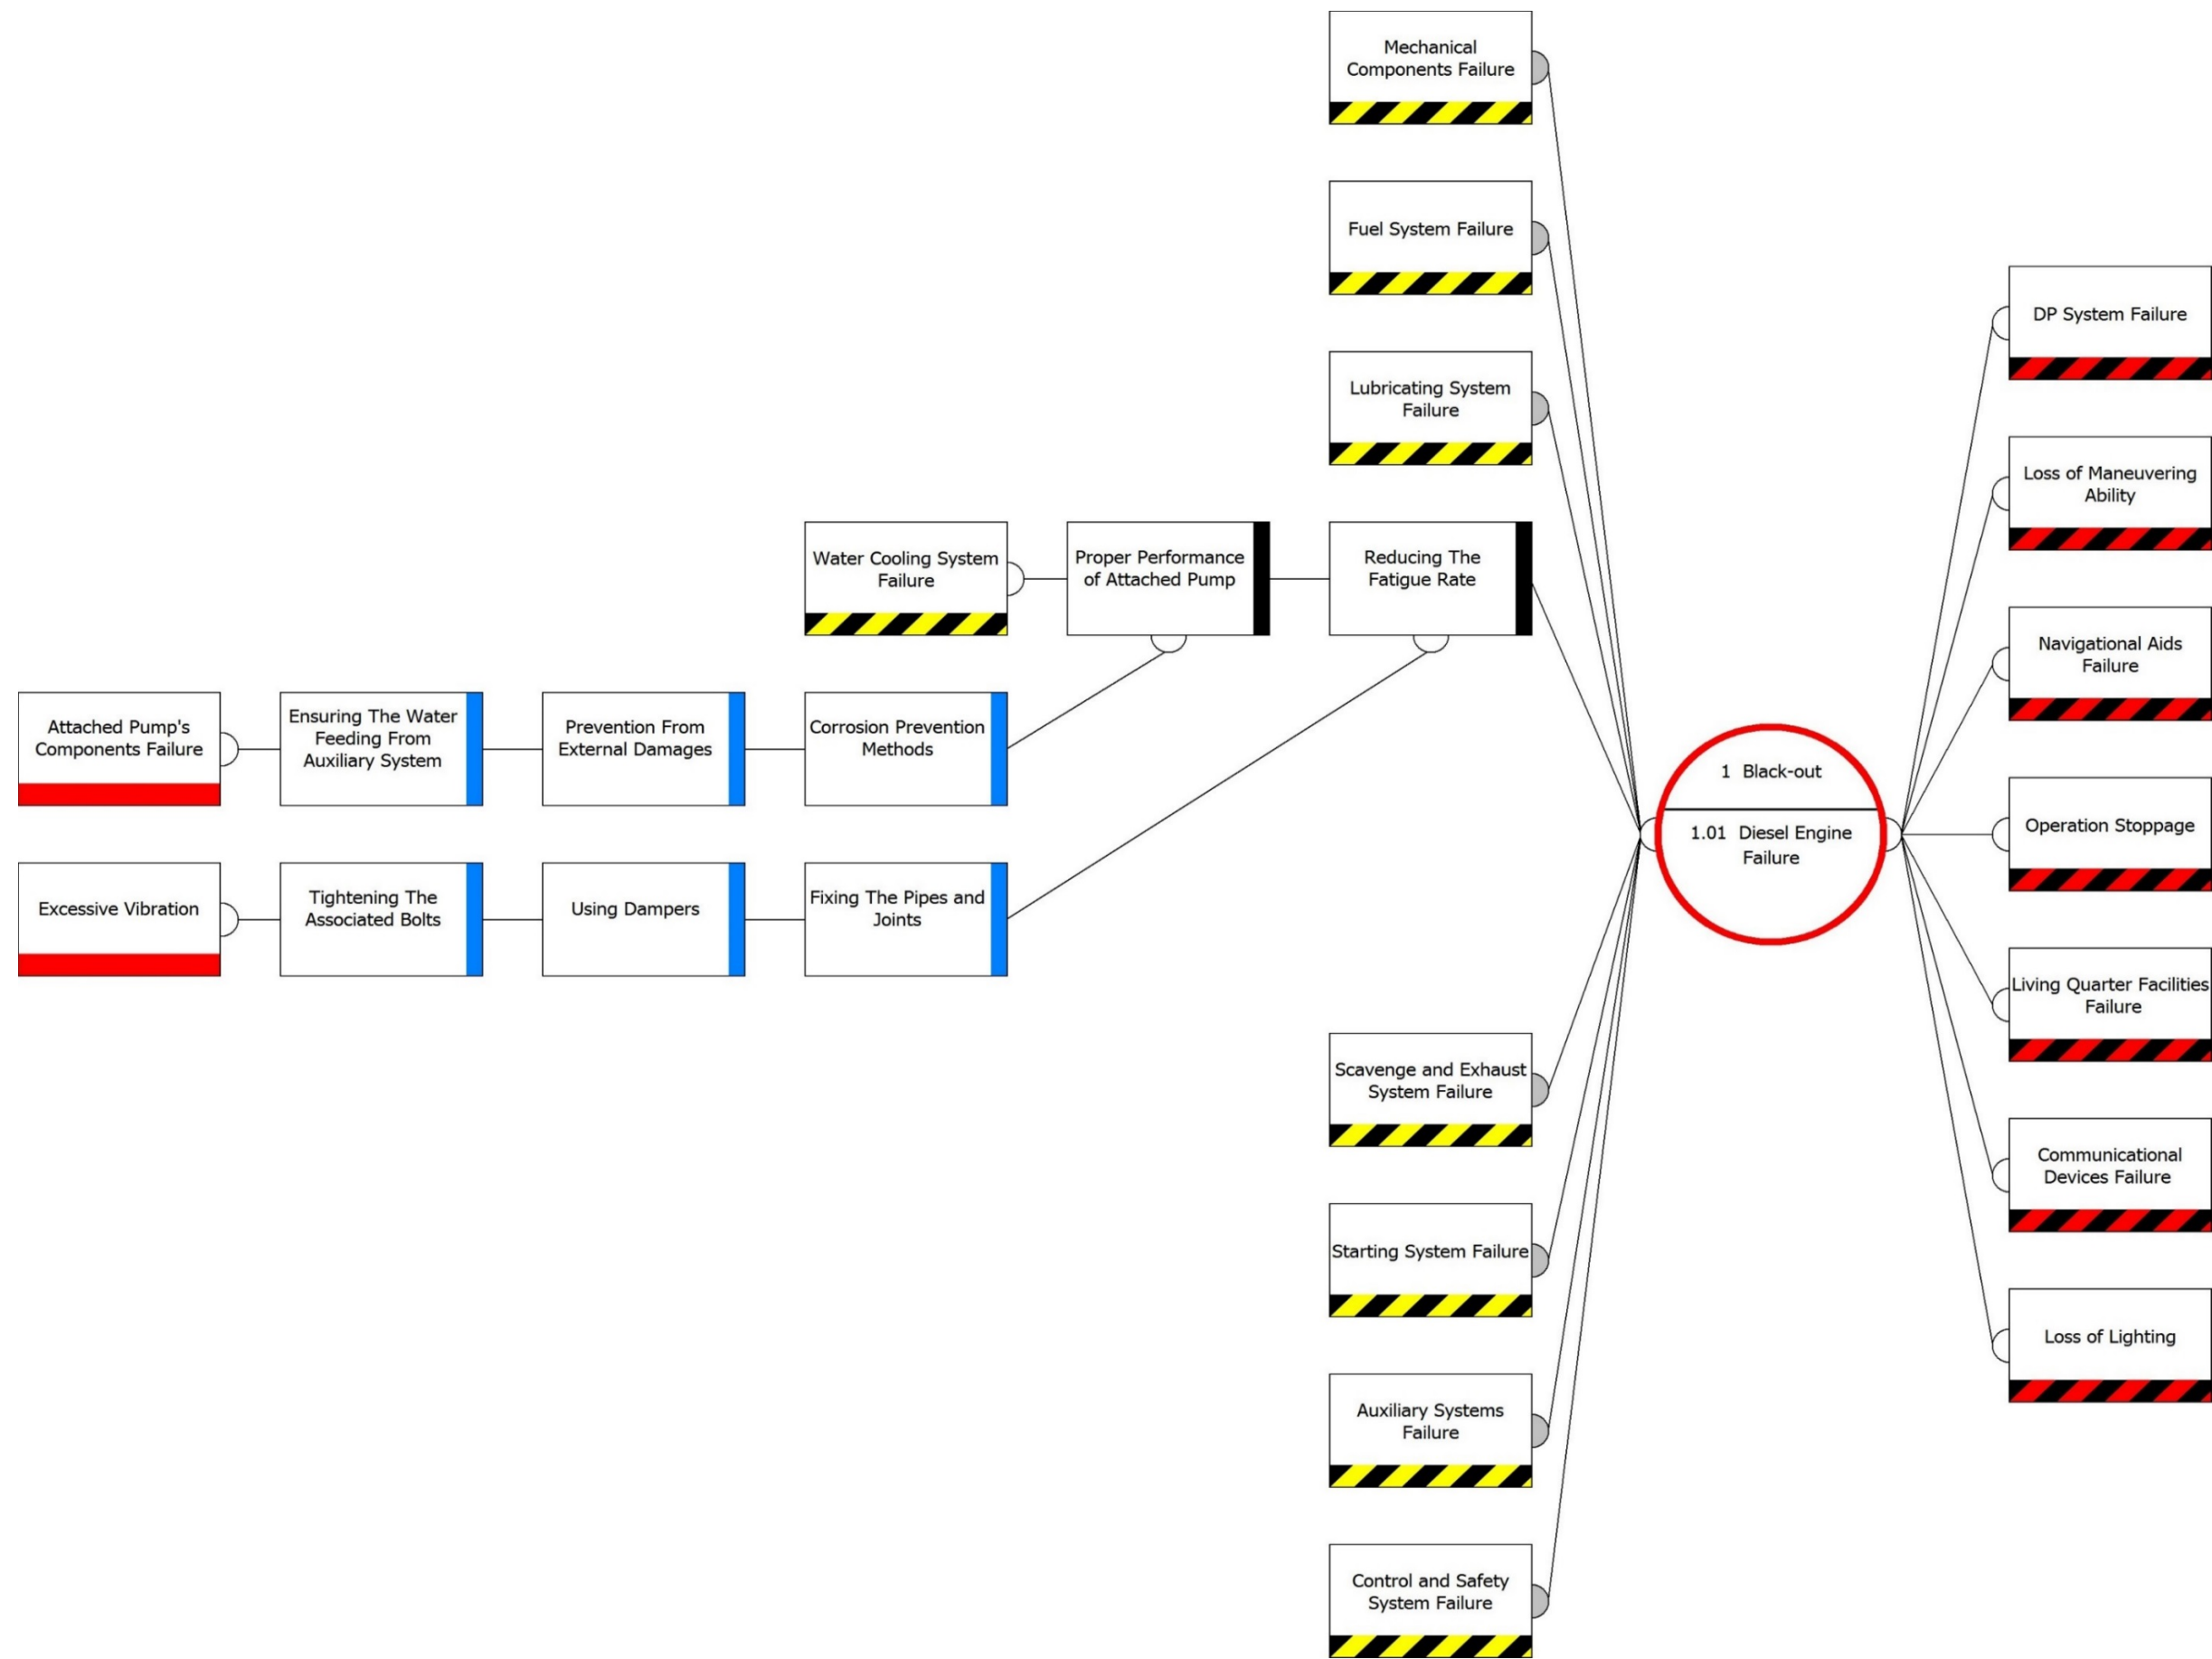 Mechanical
Components Failure
Fuel System Failure
Lubricating System
Failure
Water Cooling System
Failure
Proper Performance
of Attached Pump
Reducing The
Fatigue Rate
Attached Pump's
Components Failure
Ensuring The Water
Feeding From
Auxiliary System
Prevention From
External Damages
Corrosion Prevention
Methods
Excessive Vibration
Tightening The
Associated Bolts
Using Dampers
Fixing The Pipes and
Joints
Scavenge and Exhaust
System Failure
Starting System Failure
Auxiliary Systems
Failure
Control and Safety
System Failure
1 Black-out
1.01 Diesel Engine
Failure
DP System Failure
Loss of Maneuvering
Ability
Navigational Aids
Failure
Operation Stoppage
Living Quarter Facilities
Failure
Communicational
Devices Failure
Loss of Lighting